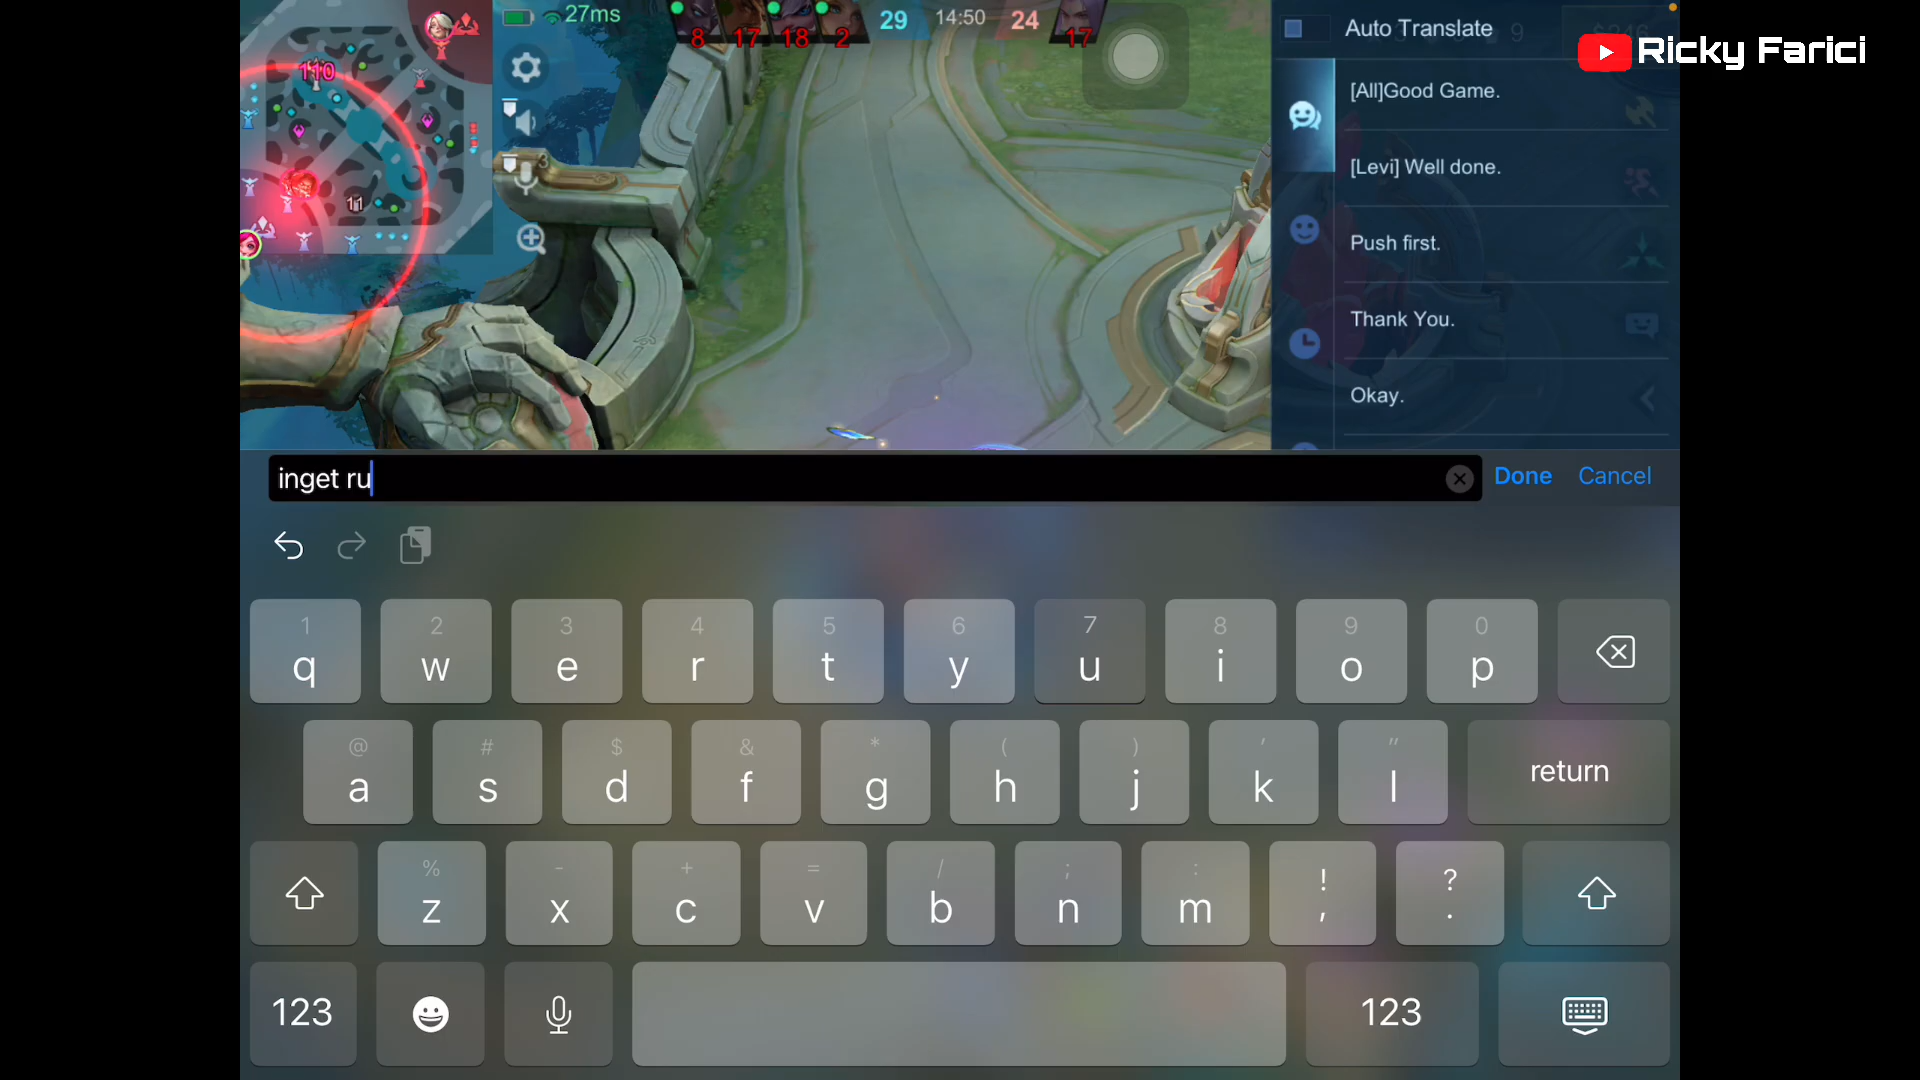 110
11
27ms
3
8
17
18
2
29
14:50
24
17
Auto Translate
Ricky Farici
[All]Good Game.
[Levi] Well done.
Push first.
Thank You.
Okay.
inget ru
Done
Cancel
1 2 3 4 5 6 7 8 9 0
q w e r t y u i o p
@ # $ & * ( ) ' "
a s d f g h j k l return
% - + = / ; : ! ?
z x c v b n m , .
123
123